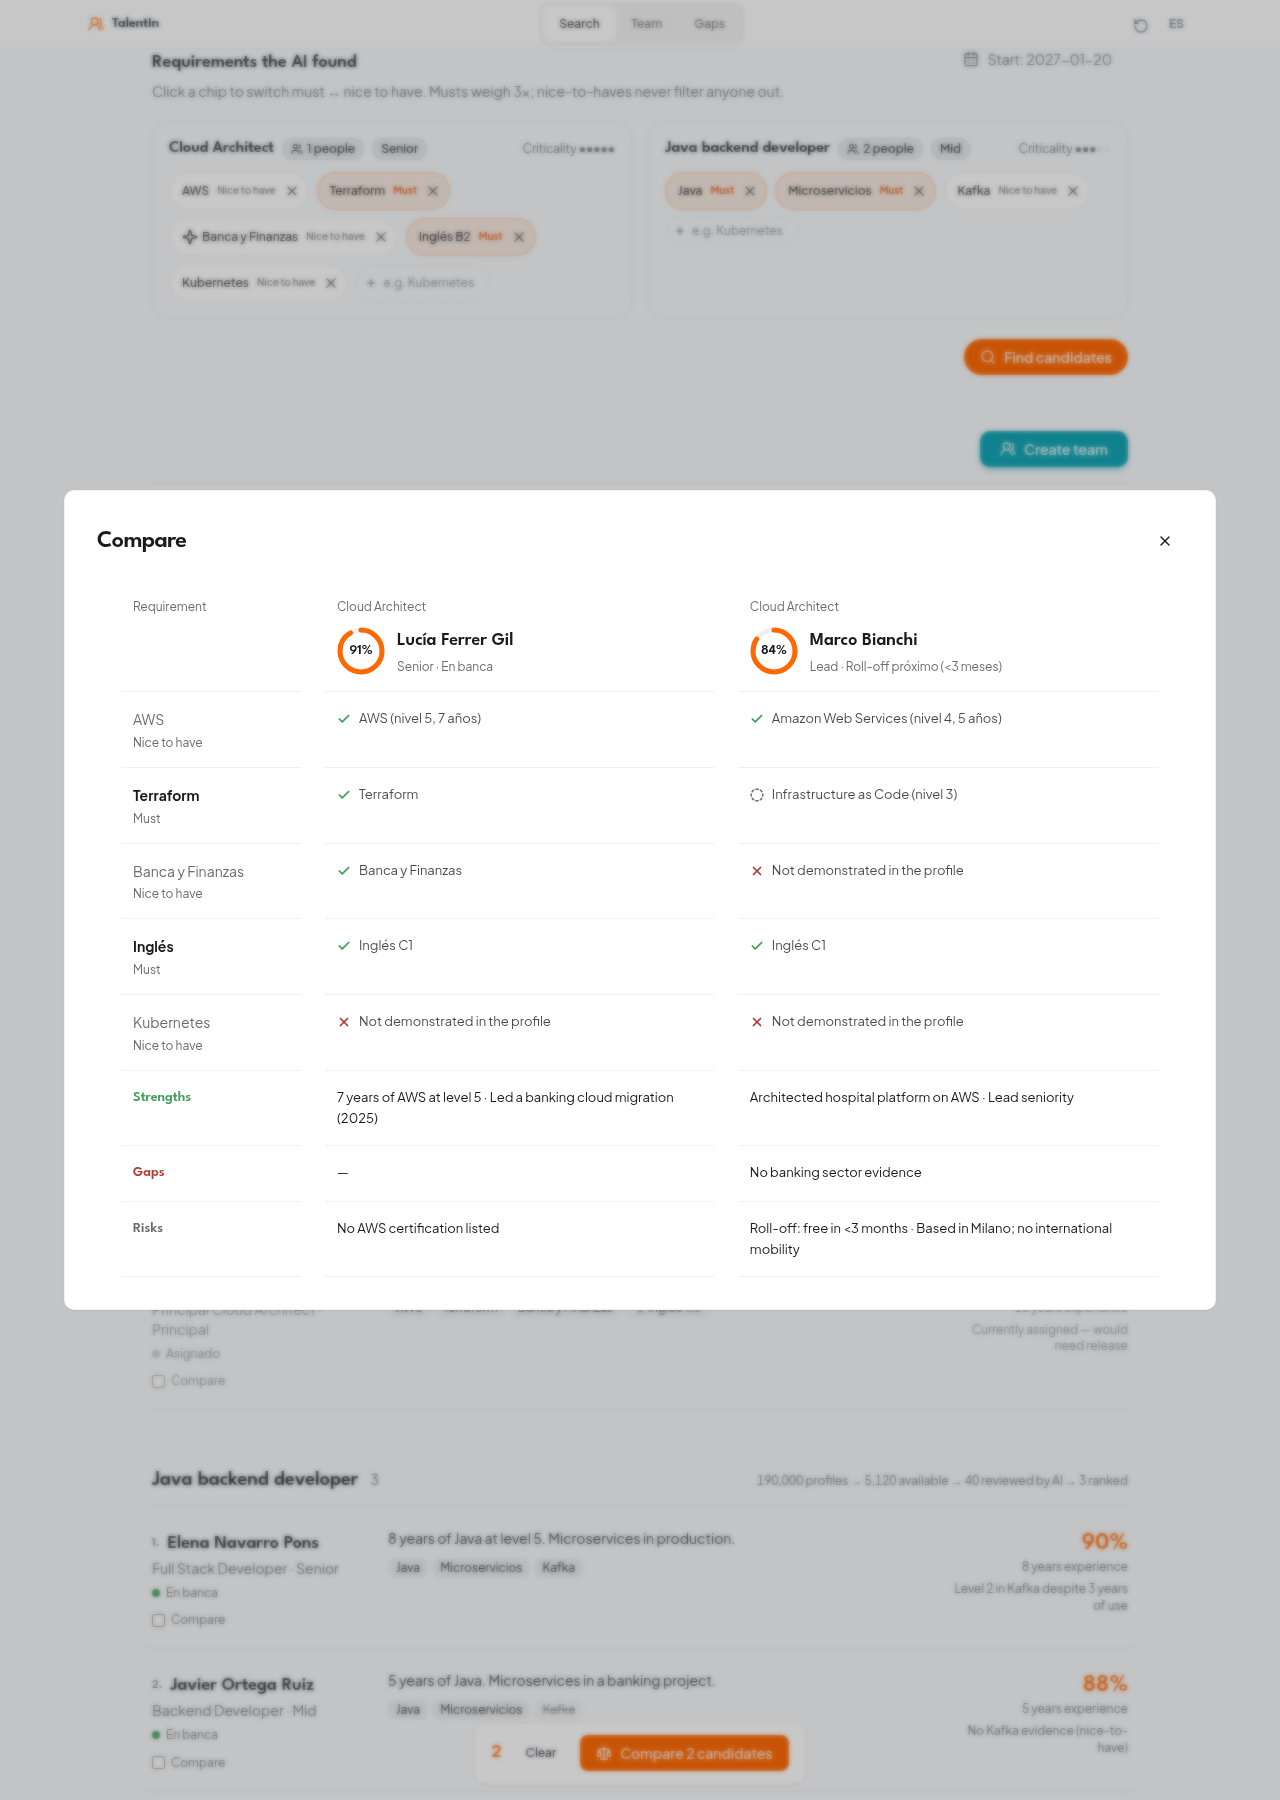 TalentIn
Search
Team
Gaps
ES
Requirements the AI found
Start: 2027-01-20
Click a chip to switch must ↔ nice to have. Musts weigh 3×; nice-to-haves never filter anyone out.
Cloud Architect
1 people
Senior
Criticality
AWS Nice to have
Terraform Must
Banca y Finanzas Nice to have
Inglés B2 Must
Kubernetes Nice to have
+ e.g. Kubernetes
Java backend developer
2 people
Mid
Criticality
Java Must
Microservicios Must
Kafka Nice to have
+ e.g. Kubernetes
Find candidates
Create team
Compare
Requirement
Cloud Architect
91%
Lucía Ferrer Gil
Senior · En banca
Cloud Architect
84%
Marco Bianchi
Lead · Roll-off próximo (<3 meses)
AWS
Nice to have
AWS (nivel 5, 7 años)
Amazon Web Services (nivel 4, 5 años)
Terraform
Must
Terraform
Infrastructure as Code (nivel 3)
Banca y Finanzas
Nice to have
Banca y Finanzas
Not demonstrated in the profile
Inglés
Must
Inglés C1
Inglés C1
Kubernetes
Nice to have
Not demonstrated in the profile
Not demonstrated in the profile
Strengths
7 years of AWS at level 5 · Led a banking cloud migration
(2025)
Architected hospital platform on AWS · Lead seniority
Gaps
—
No banking sector evidence
Risks
No AWS certification listed
Roll-off: free in <3 months · Based in Milano; no international
mobility
Principal Cloud Architect ·
Principal
Asignado
Compare
Currently assigned — would
need release
Java backend developer 3
190,000 profiles → 5,120 available → 40 reviewed by AI → 3 ranked
1. Elena Navarro Pons
Full Stack Developer · Senior
En banca
Compare
8 years of Java at level 5. Microservices in production.
Java Microservicios Kafka
90%
8 years experience
Level 2 in Kafka despite 3 years
of use
2. Javier Ortega Ruiz
Backend Developer · Mid
En banca
Compare
5 years of Java. Microservices in a banking project.
Java Microservicios Kafka
88%
5 years experience
No Kafka evidence (nice-to-
have)
2
Clear
Compare 2 candidates